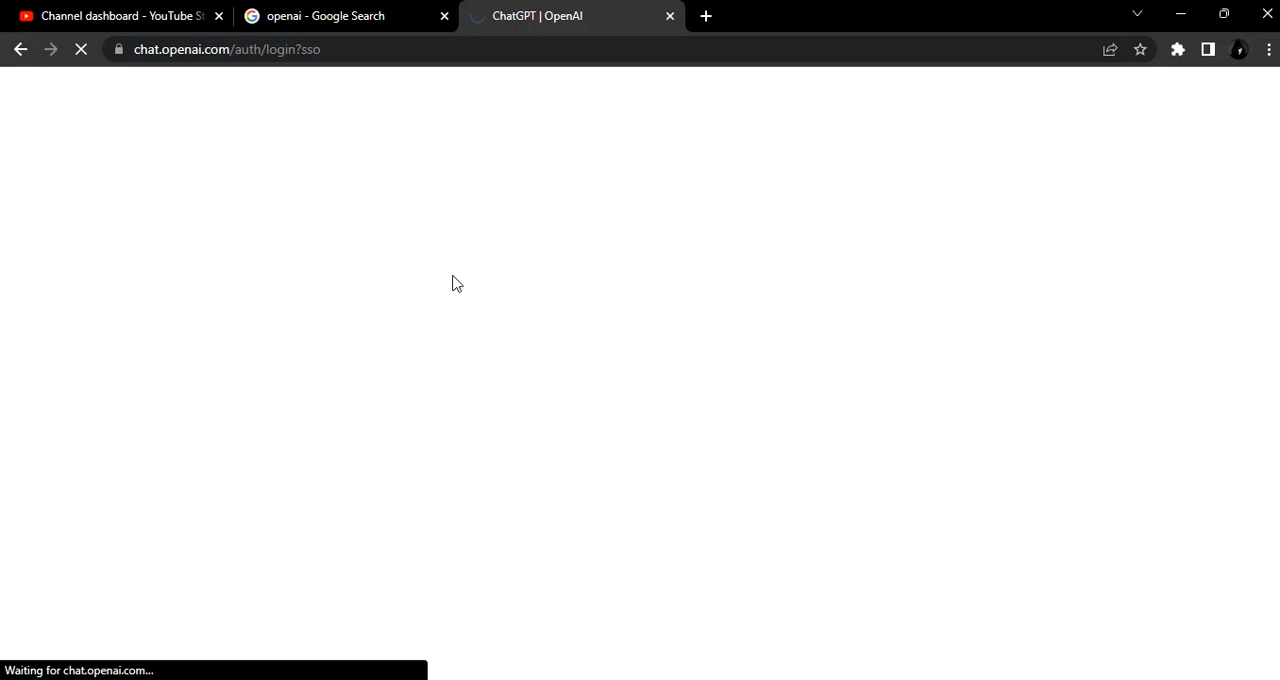 Channel dashboard - YouTube St
openai - Google Search
ChatGPT | OpenAI
chat.openai.com/auth/login?sso
Waiting for chat.openai.com...